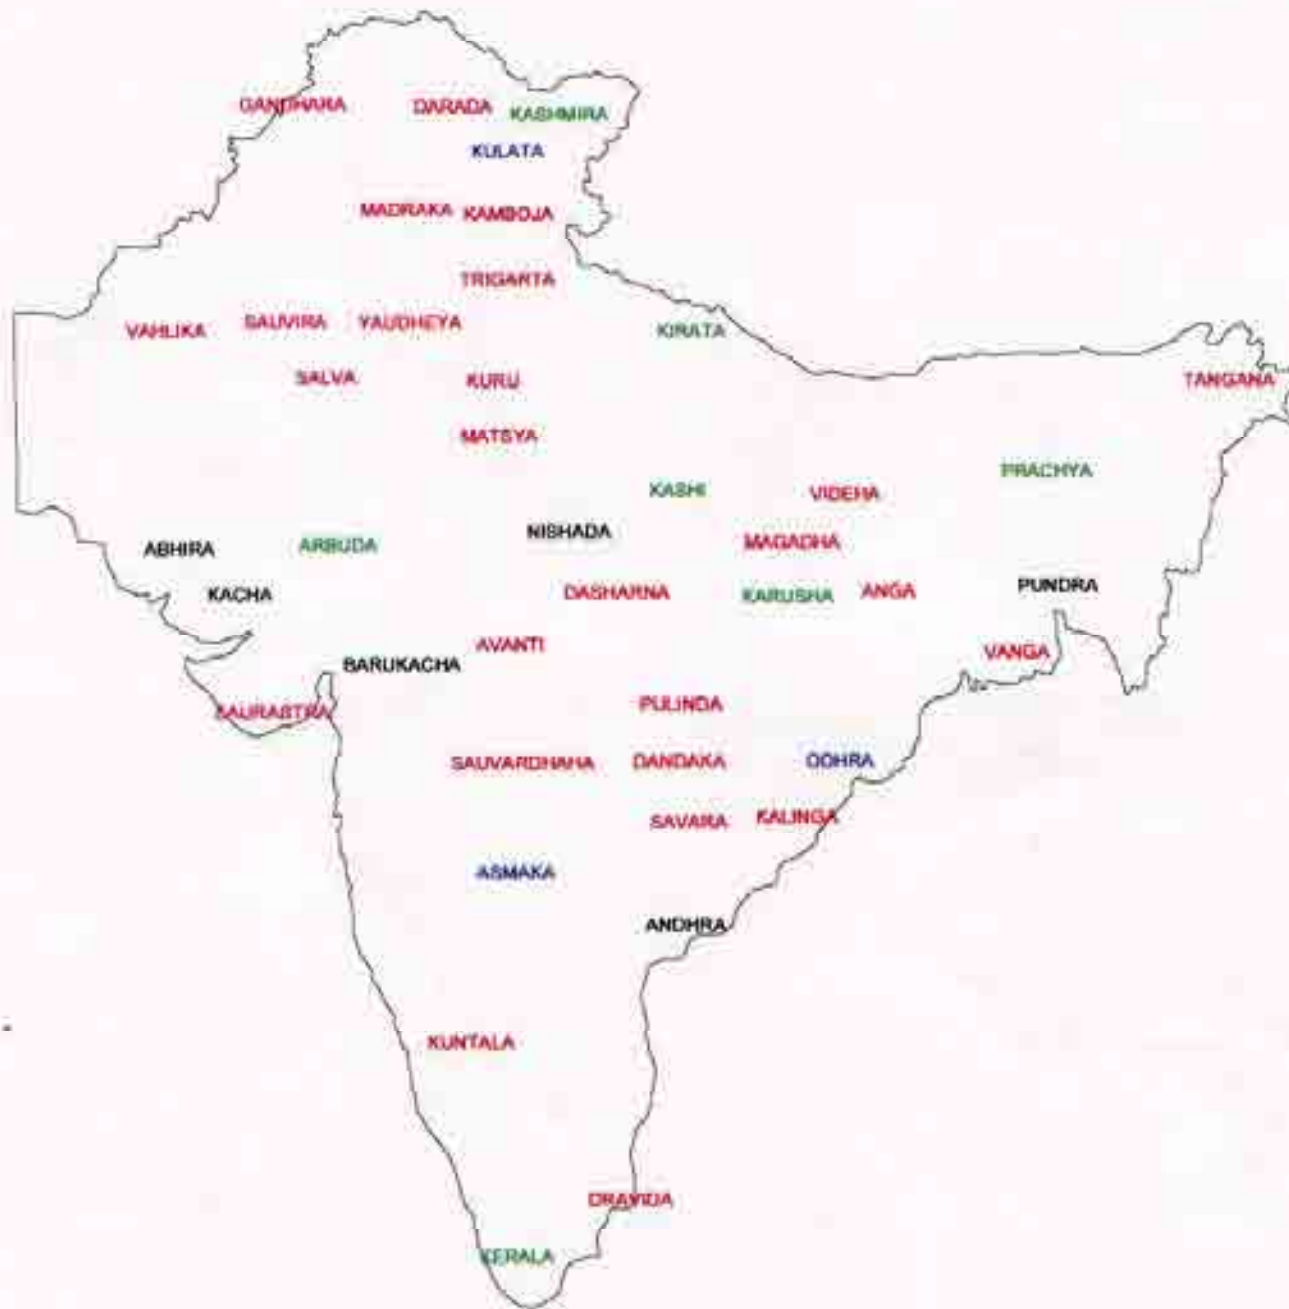 GANDHARA DARADA KASHMIRA
KULATA
MADRAKA KAMBOJA
TRIGARTA
VAHLIKA SAUVIRA YAUDHEYA KIRATA
SALVA KURU TANGANA
MATSYA
PRACHYA
KASHI VIDEHA
NISHADA
ABHIRA ARBUDA MAGADHA
KACHA DASHARNA KARUSHA ANGA PUNDRA
AVANTI VANGA
BARUKACHA
SAURASTRA PULINDA
SAUVARDHAHA DANDAKA ODHRA
SAVARA KALINGA
ASMAKA
ANDHRA
KUNTALA
DRAVIDA
KERALA